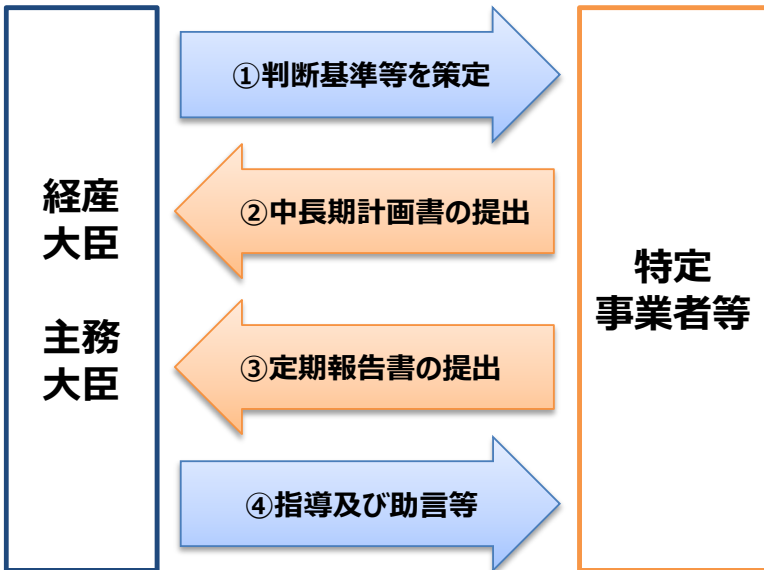 経産
大臣
主務
大臣
①判断基準等を策定
②中長期計画書の提出
③定期報告書の提出
④指導及び助言等
特定
事業者等